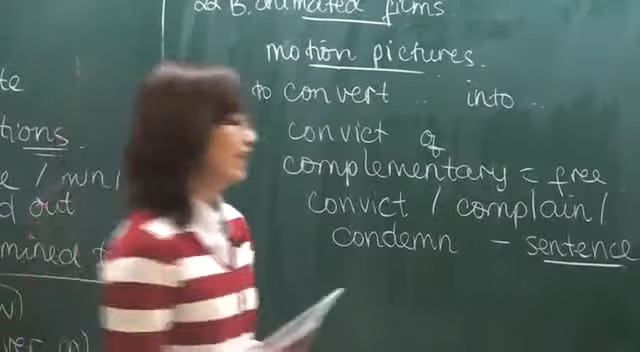 B. animated films
motion pictures.
to convert .. into ..
convict of
complementary = free
convict / complain /
condemn - sentence
te
tions
e / win /
d out
mined t